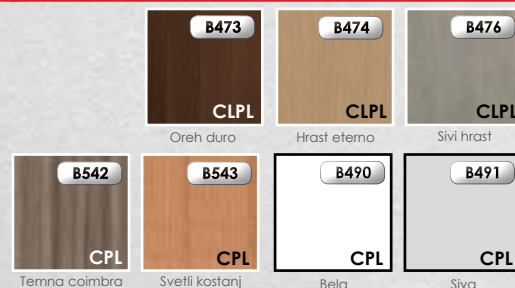 B473
B474
B476
CLPL
CLPL
CLPL
Oreh duro
Hrast eterno
Sivi hrast
B542
B543
B490
B491
CPL
CPL
CPL
CPL
Temna coimbra
Svetli kostanj
Bela
Siva